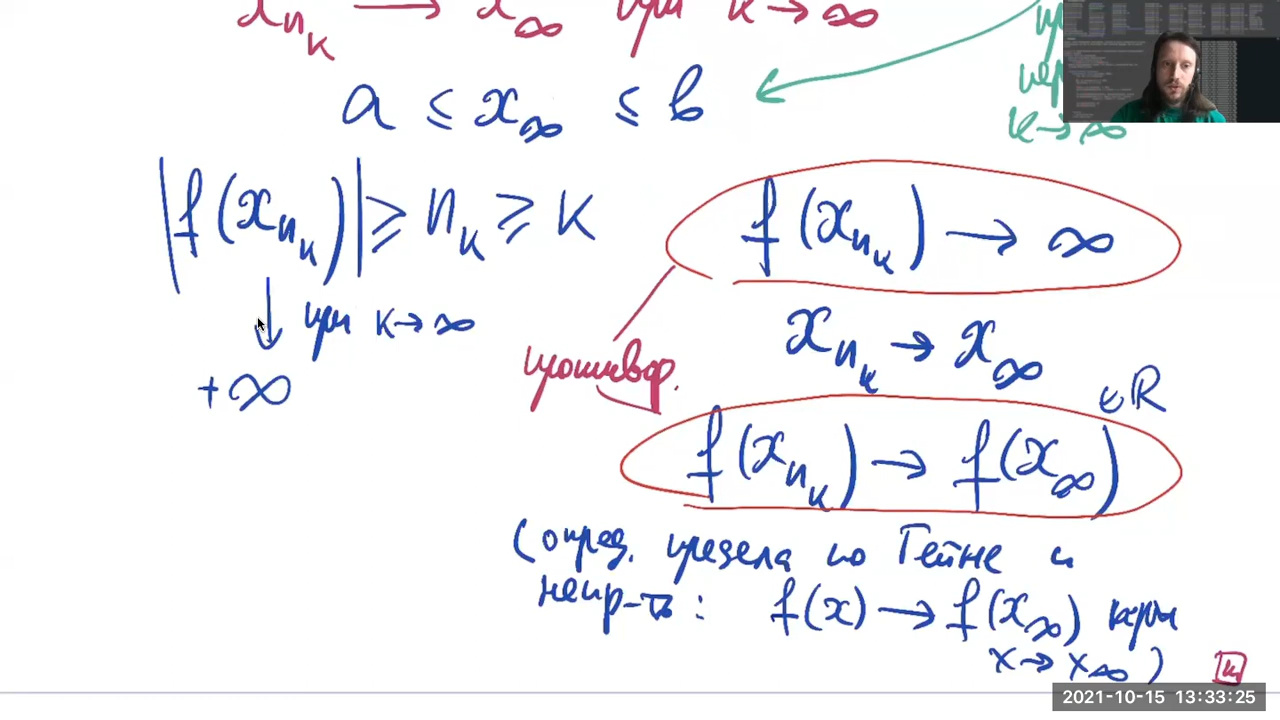 x_{n_k} → x_∞ при k → ∞
a ≤ x_∞ ≤ b
k → ∞
|f(x_{n_k})| ≥ n_k ≥ k
↓ при k → ∞
+∞
f(x_{n_k}) → ∞
x_{n_k} → x_∞
противор.
∈ ℝ
f(x_{n_k}) → f(x_∞)
(опред. предела по Гейне и
непр-ть: f(x) → f(x_∞) при
x → x_∞)
2021-10-15 13:33:25